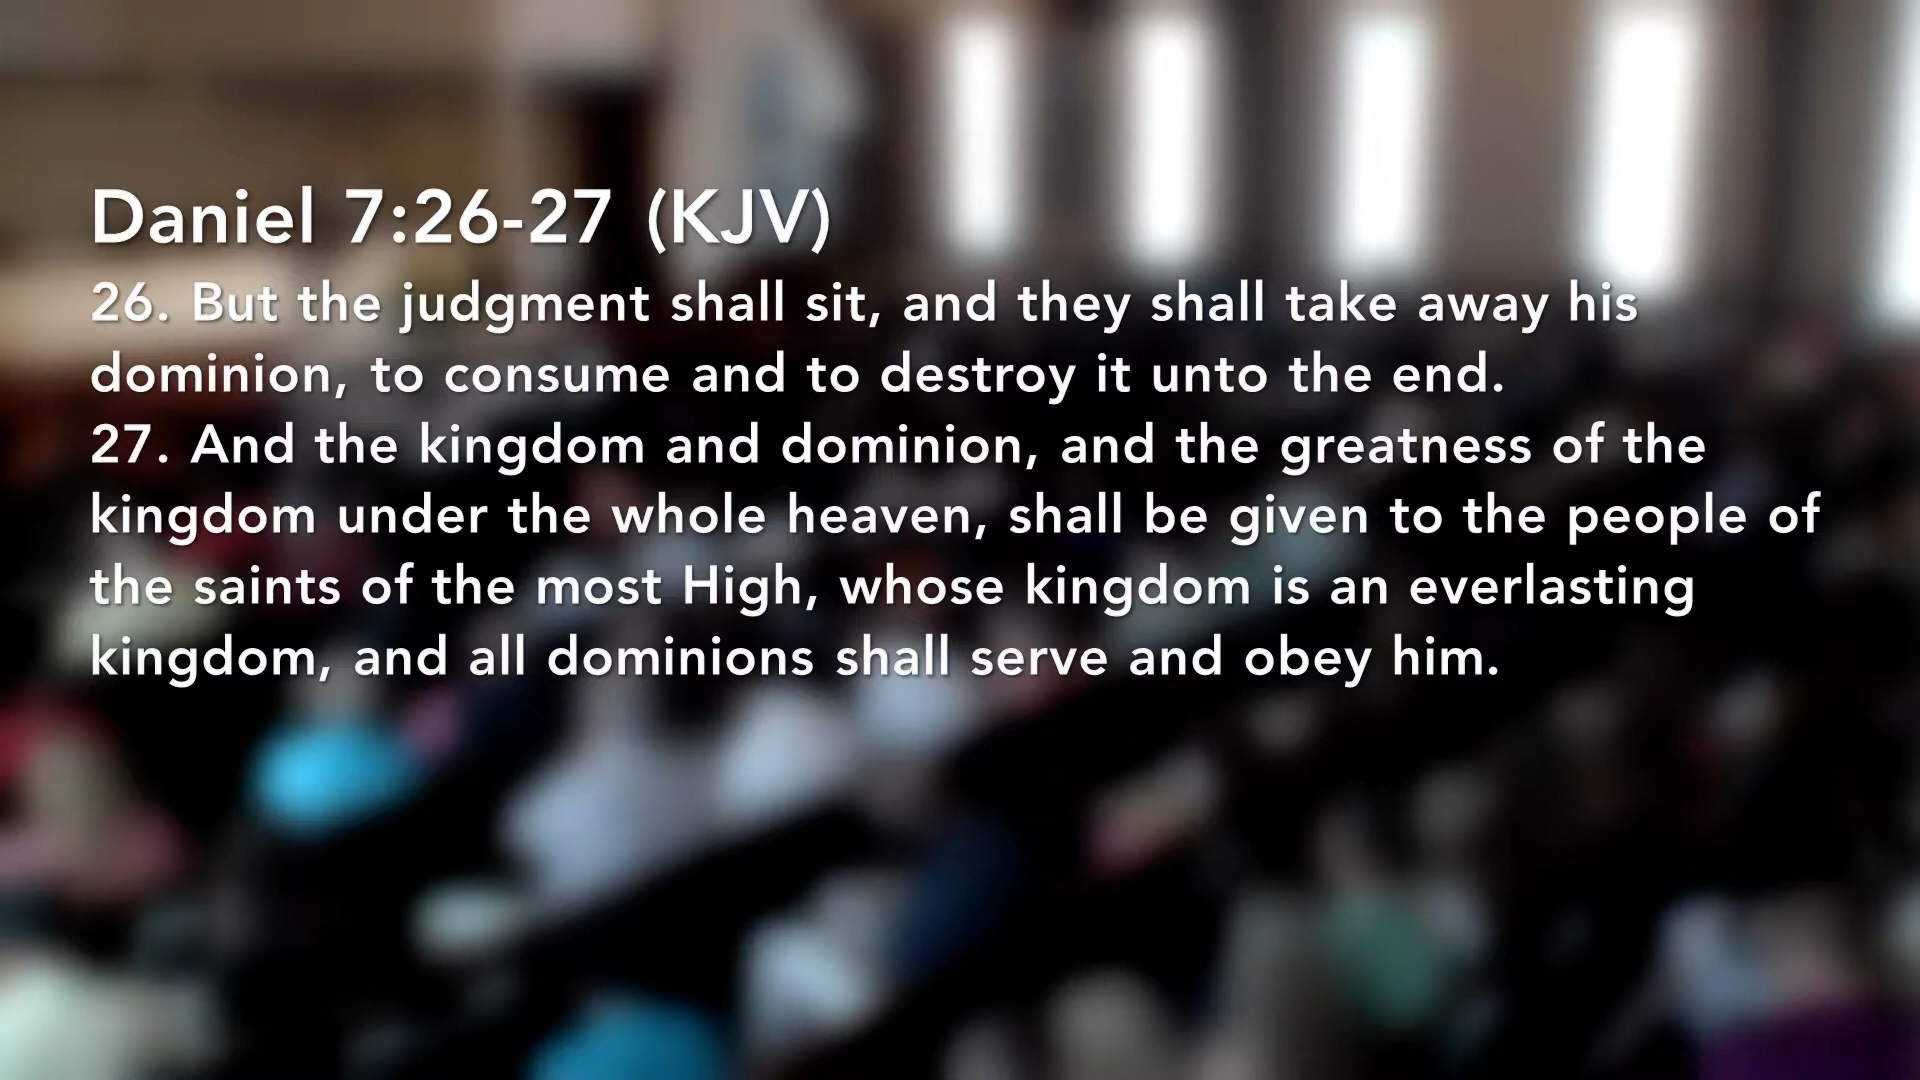 Daniel 7:26-27 (KJV)
26. But the judgment shall sit, and they shall take away his
dominion, to consume and to destroy it unto the end.
27. And the kingdom and dominion, and the greatness of the
kingdom under the whole heaven, shall be given to the people of
the saints of the most High, whose kingdom is an everlasting
kingdom, and all dominions shall serve and obey him.